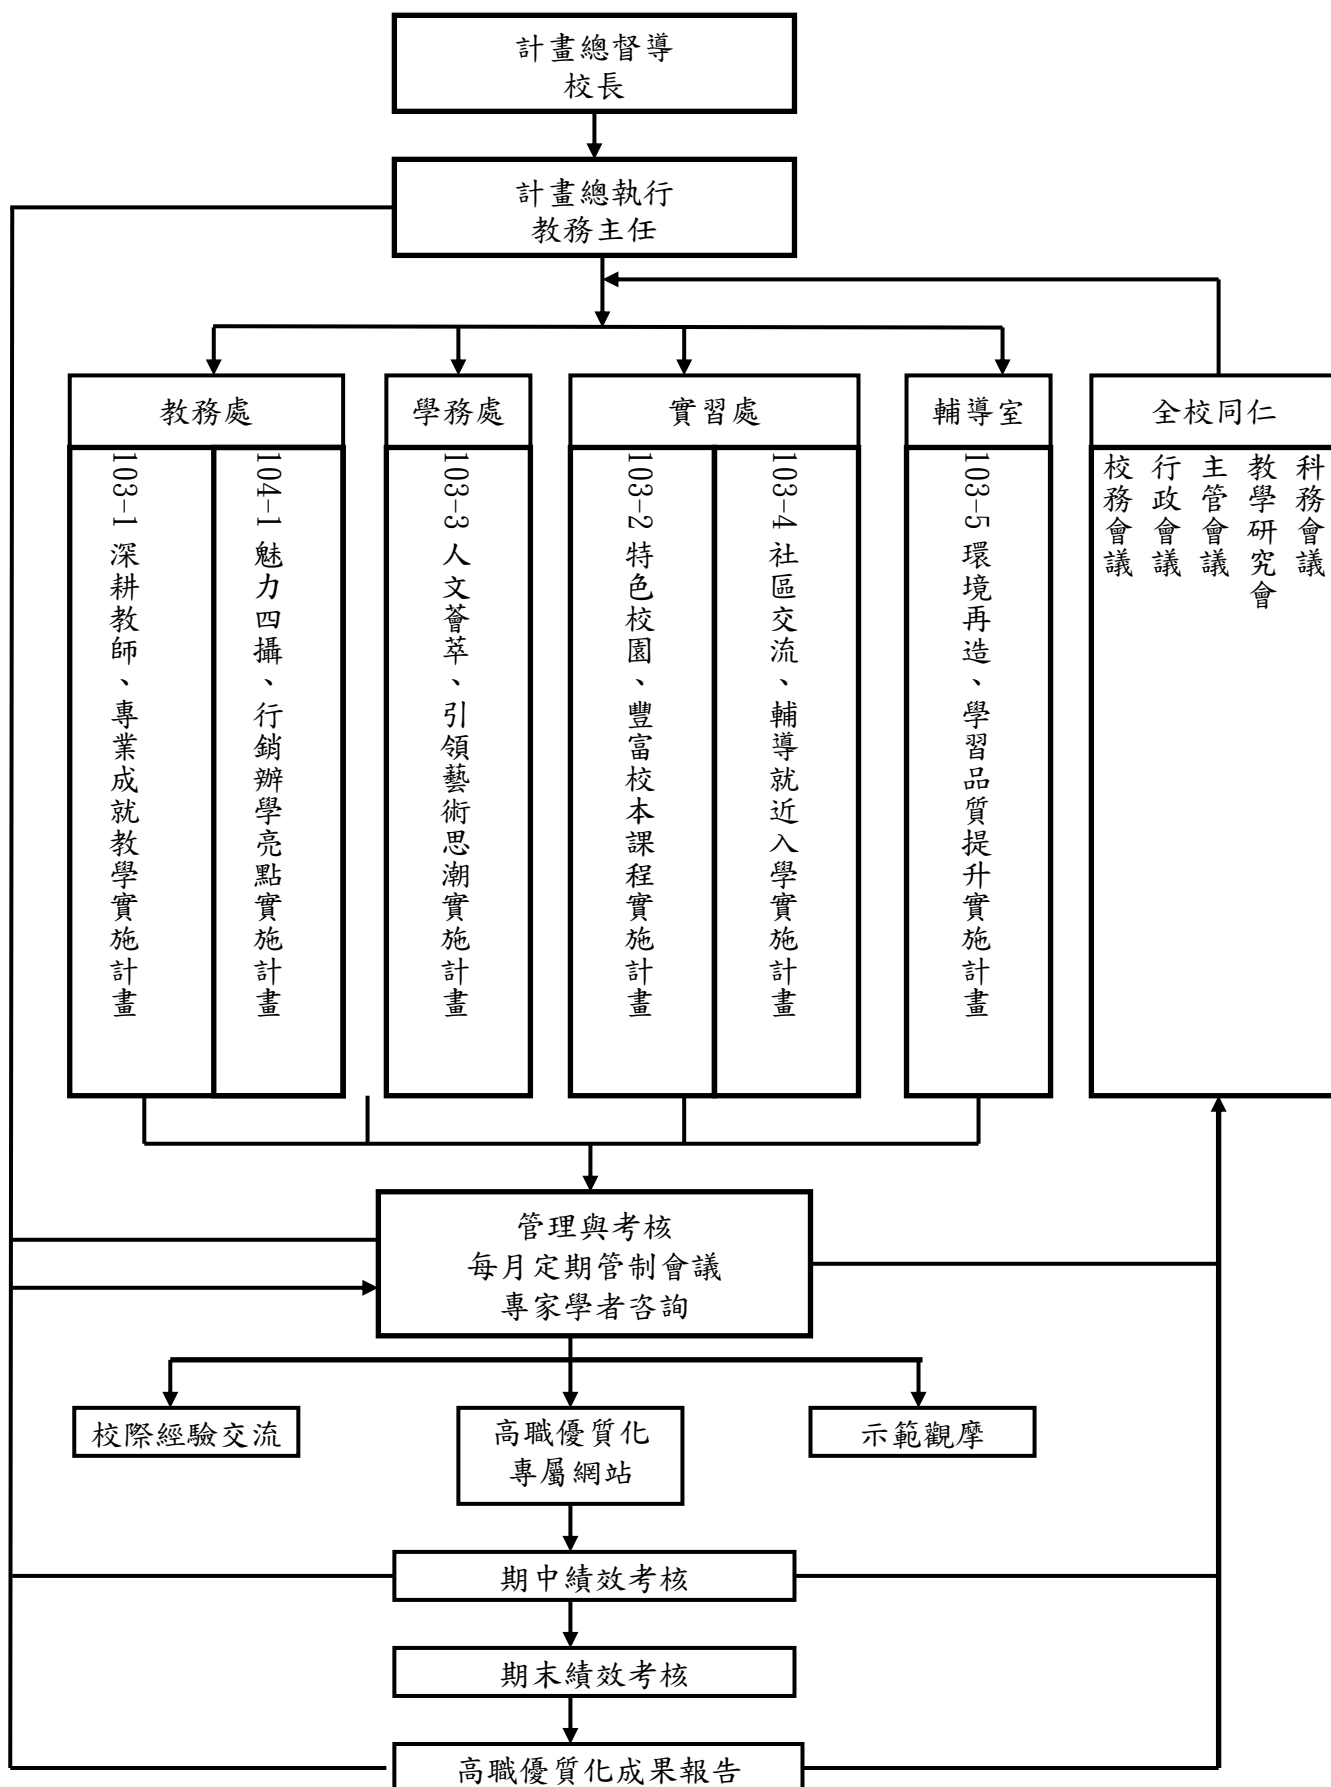 計畫總督導
校長
計畫總執行
教務主任
教務處
學務處
實習處
輔導室
全校同仁
103-1 深耕教師、專業成就教學實施計畫
104-1 魅力四攝、行銷辦學亮點實施計畫
103-3 人文薈萃、引領藝術思潮實施計畫
103-2 特色校園、豐富校本課程實施計畫
103-4 社區交流、輔導就近入學實施計畫
103-5 環境再造、學習品質提升實施計畫
科務會議
教學研究會
主管會議
行政會議
校務會議
管理與考核
每月定期管制會議
專家學者咨詢
校際經驗交流
高職優質化
專屬網站
示範觀摩
期中績效考核
期末績效考核
高職優質化成果報告